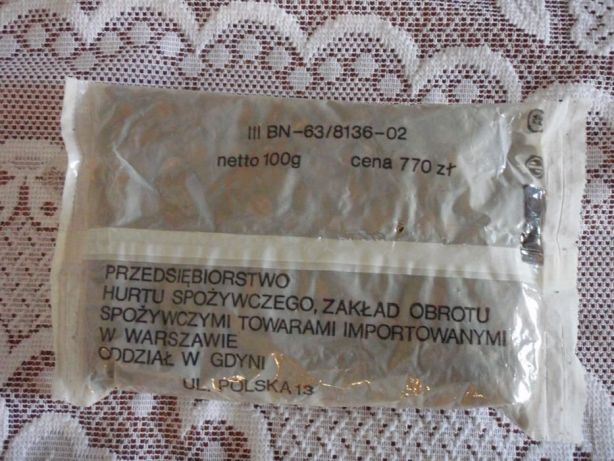 III BN-63/8136-02
netto 100g cena 770 zł
PRZEDSIĘBIORSTWO
HURTU SPOŻYWCZEGO, ZAKŁAD OBROTU
SPOŻYWCZYMI TOWARAMI IMPORTOWANYMI
W WARSZAWIE
ODDZIAŁ W GDYNI
UL. POLSKA 13